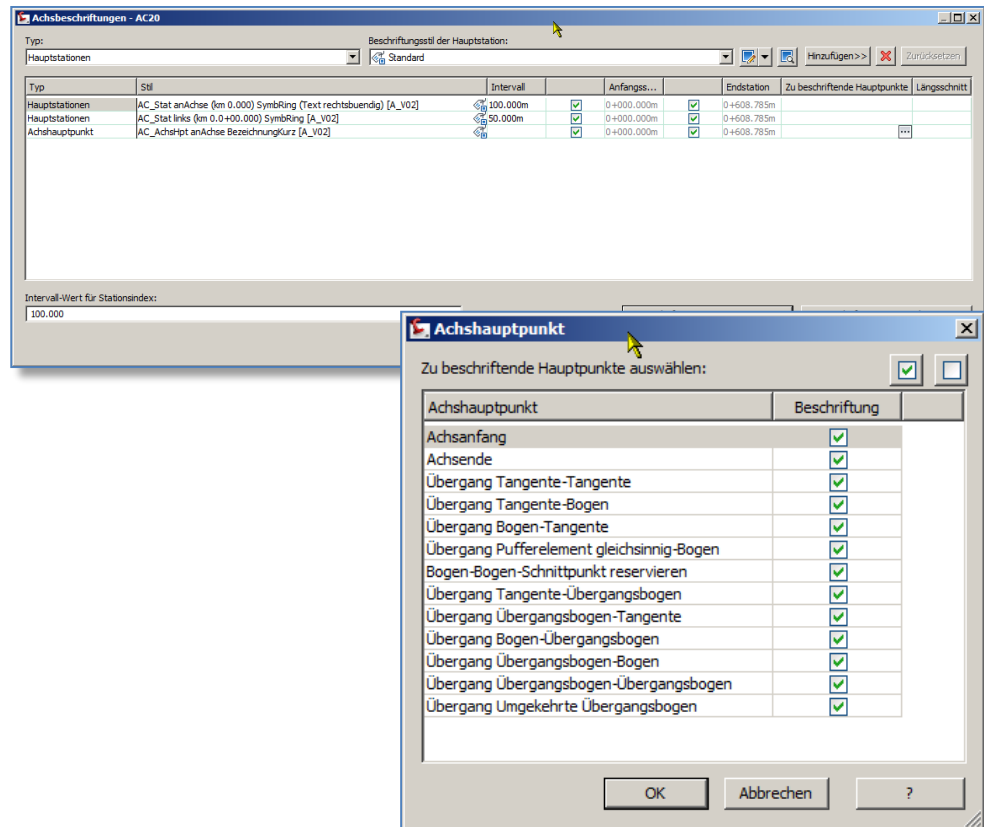 Achsbeschriftungen - AC20
Typ: Beschriftungsstil der Hauptstation:
Hauptstationen Standard Hinzufügen>> Zurücksetzen
Typ Stil Intervall Anfangss... Endstation Zu beschriftende Hauptpunkte Längsschnitt
Hauptstationen AC_Stat anAchse (km 0.000) SymbRing (Text rechtsbuendig) [A_V02] 100.000m 0+000.000m 0+608.785m
Hauptstationen AC_Stat links (km 0.0+00.000) SymbRing [A_V02] 50.000m 0+000.000m 0+608.785m
Achshauptpunkt AC_AchsHpt anAchse BezeichnungKurz [A_V02] 0+000.000m 0+608.785m ...
Intervall-Wert für Stationsindex:
100.000
Achshauptpunkt
Zu beschriftende Hauptpunkte auswählen:
Achshauptpunkt Beschriftung
Achsanfang
Achsende
Übergang Tangente-Tangente
Übergang Tangente-Bogen
Übergang Bogen-Tangente
Übergang Pufferelement gleichsinnig-Bogen
Bogen-Bogen-Schnittpunkt reservieren
Übergang Tangente-Übergangsbogen
Übergang Übergangsbogen-Tangente
Übergang Bogen-Übergangsbogen
Übergang Übergangsbogen-Bogen
Übergang Übergangsbogen-Übergangsbogen
Übergang Umgekehrte Übergangsbogen
OK Abbrechen ?